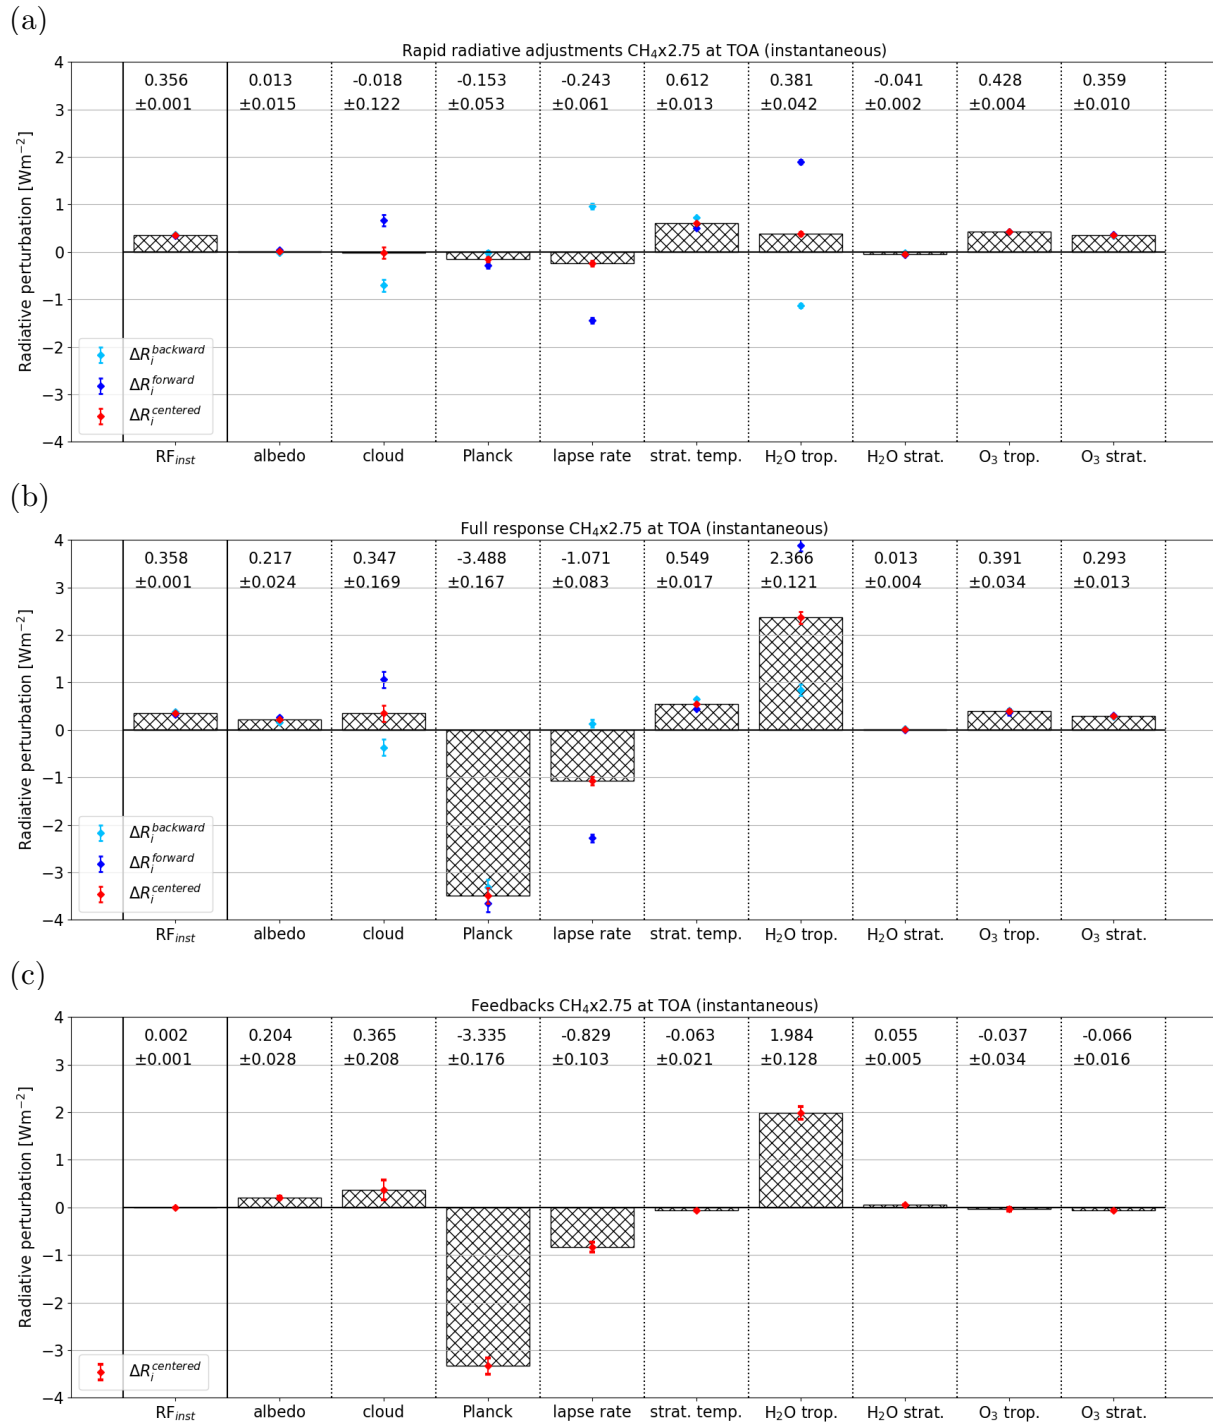 (a)
Rapid radiative adjustments CH₄x2.75 at TOA (instantaneous)
0.356 0.013 -0.018 -0.153 -0.243 0.612 0.381 -0.041 0.428 0.359
±0.001 ±0.015 ±0.122 ±0.053 ±0.061 ±0.013 ±0.042 ±0.002 ±0.004 ±0.010
Radiative perturbation [Wm⁻²]
4
3
2
1
0
−1
−2
−3
−4
ΔRᵢ^backward
ΔRᵢ^forward
ΔRᵢ^centered
RF_inst albedo cloud Planck lapse rate strat. temp. H₂O trop. H₂O strat. O₃ trop. O₃ strat.
(b)
Full response CH₄x2.75 at TOA (instantaneous)
0.358 0.217 0.347 -3.488 -1.071 0.549 2.366 0.013 0.391 0.293
±0.001 ±0.024 ±0.169 ±0.167 ±0.083 ±0.017 ±0.121 ±0.004 ±0.034 ±0.013
Radiative perturbation [Wm⁻²]
4
3
2
1
0
−1
−2
−3
−4
ΔRᵢ^backward
ΔRᵢ^forward
ΔRᵢ^centered
RF_inst albedo cloud Planck lapse rate strat. temp. H₂O trop. H₂O strat. O₃ trop. O₃ strat.
(c)
Feedbacks CH₄x2.75 at TOA (instantaneous)
0.002 0.204 0.365 -3.335 -0.829 -0.063 1.984 0.055 -0.037 -0.066
±0.001 ±0.028 ±0.208 ±0.176 ±0.103 ±0.021 ±0.128 ±0.005 ±0.034 ±0.016
Radiative perturbation [Wm⁻²]
4
3
2
1
0
−1
−2
−3
−4
ΔRᵢ^centered
RF_inst albedo cloud Planck lapse rate strat. temp. H₂O trop. H₂O strat. O₃ trop. O₃ strat.